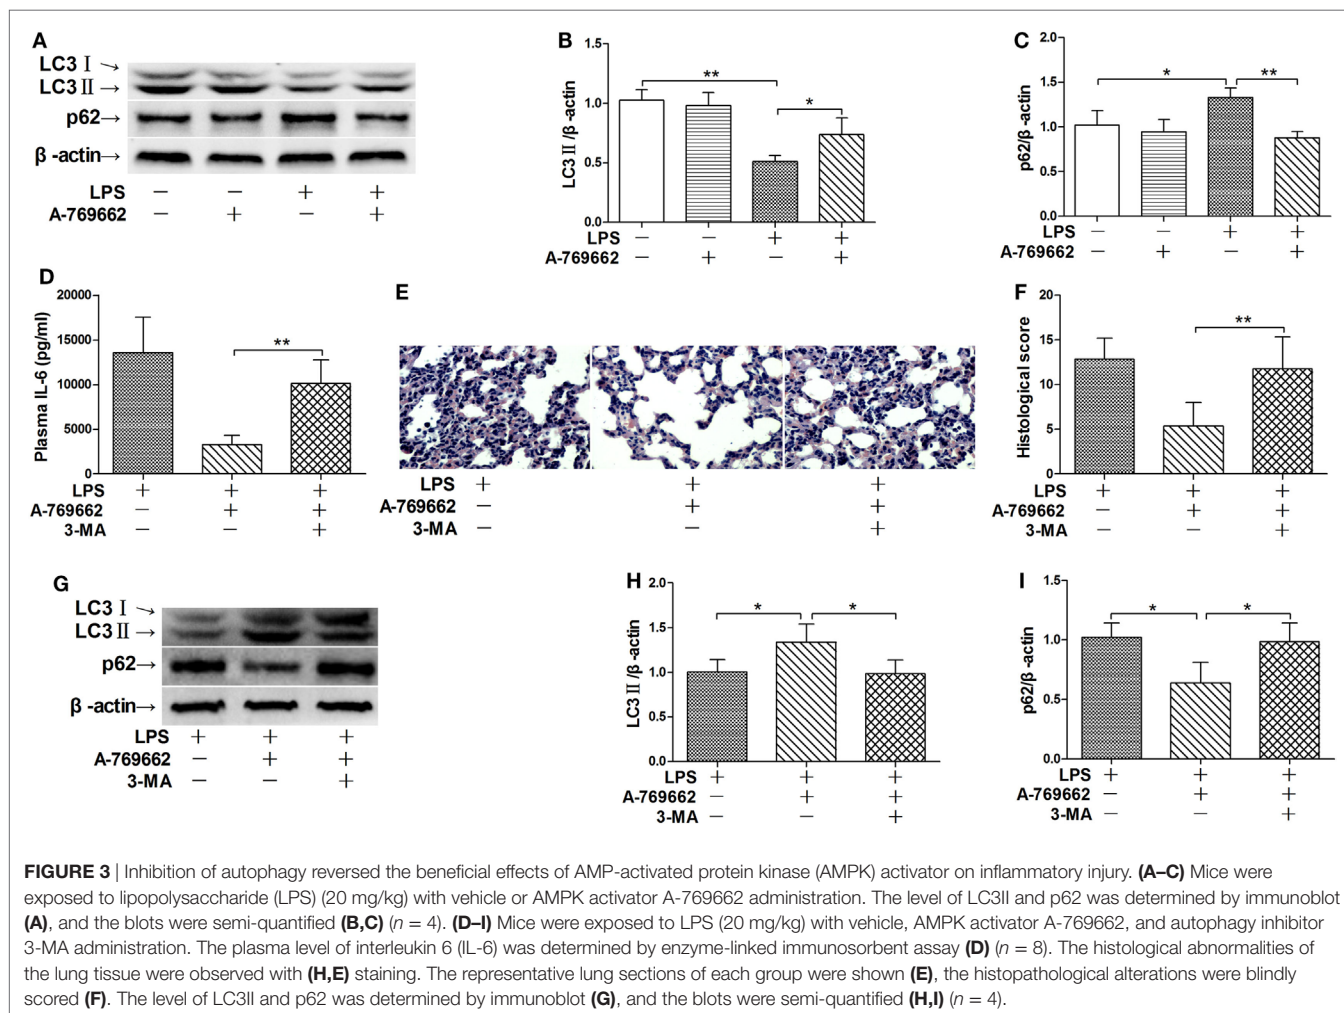 A
LC3 I →
LC3 II →
p62→
β -actin→
LPS − − + +
A-769662 − + − +
B
LC3 II /β -actin
1.5
1.0
0.5
0.0
**
*
LPS − − + +
A-769662 − + − +
C
p62/β -actin
2.0
1.5
1.0
0.5
0.0
*
**
LPS − − + +
A-769662 − + − +
D
Plasma IL-6 (pg/ml)
20000
15000
10000
5000
0
**
LPS + + +
A-769662 − + +
3-MA − − +
E
LPS + + +
A-769662 − + +
3-MA − − +
F
Histological score
20
15
10
5
0
**
LPS + + +
A-769662 − + +
3-MA − − +
G
LC3 I →
LC3 II →
p62→
β -actin→
LPS + + +
A-769662 − + +
3-MA − − +
H
LC3 II /β -actin
2.0
1.5
1.0
0.5
0.0
* *
LPS + + +
A-769662 − + +
3-MA − − +
I
p62/β -actin
1.5
1.0
0.5
0.0
* *
LPS + + +
A-769662 − + +
3-MA − − +
FIGURE 3 | Inhibition of autophagy reversed the beneficial effects of AMP-activated protein kinase (AMPK) activator on inflammatory injury. (A–C) Mice were
exposed to lipopolysaccharide (LPS) (20 mg/kg) with vehicle or AMPK activator A-769662 administration. The level of LC3II and p62 was determined by immunoblot
(A), and the blots were semi-quantified (B,C) (n = 4). (D–I) Mice were exposed to LPS (20 mg/kg) with vehicle, AMPK activator A-769662, and autophagy inhibitor
3-MA administration. The plasma level of interleukin 6 (IL-6) was determined by enzyme-linked immunosorbent assay (D) (n = 8). The histological abnormalities of
the lung tissue were observed with (H,E) staining. The representative lung sections of each group were shown (E), the histopathological alterations were blindly
scored (F). The level of LC3II and p62 was determined by immunoblot (G), and the blots were semi-quantified (H,I) (n = 4).